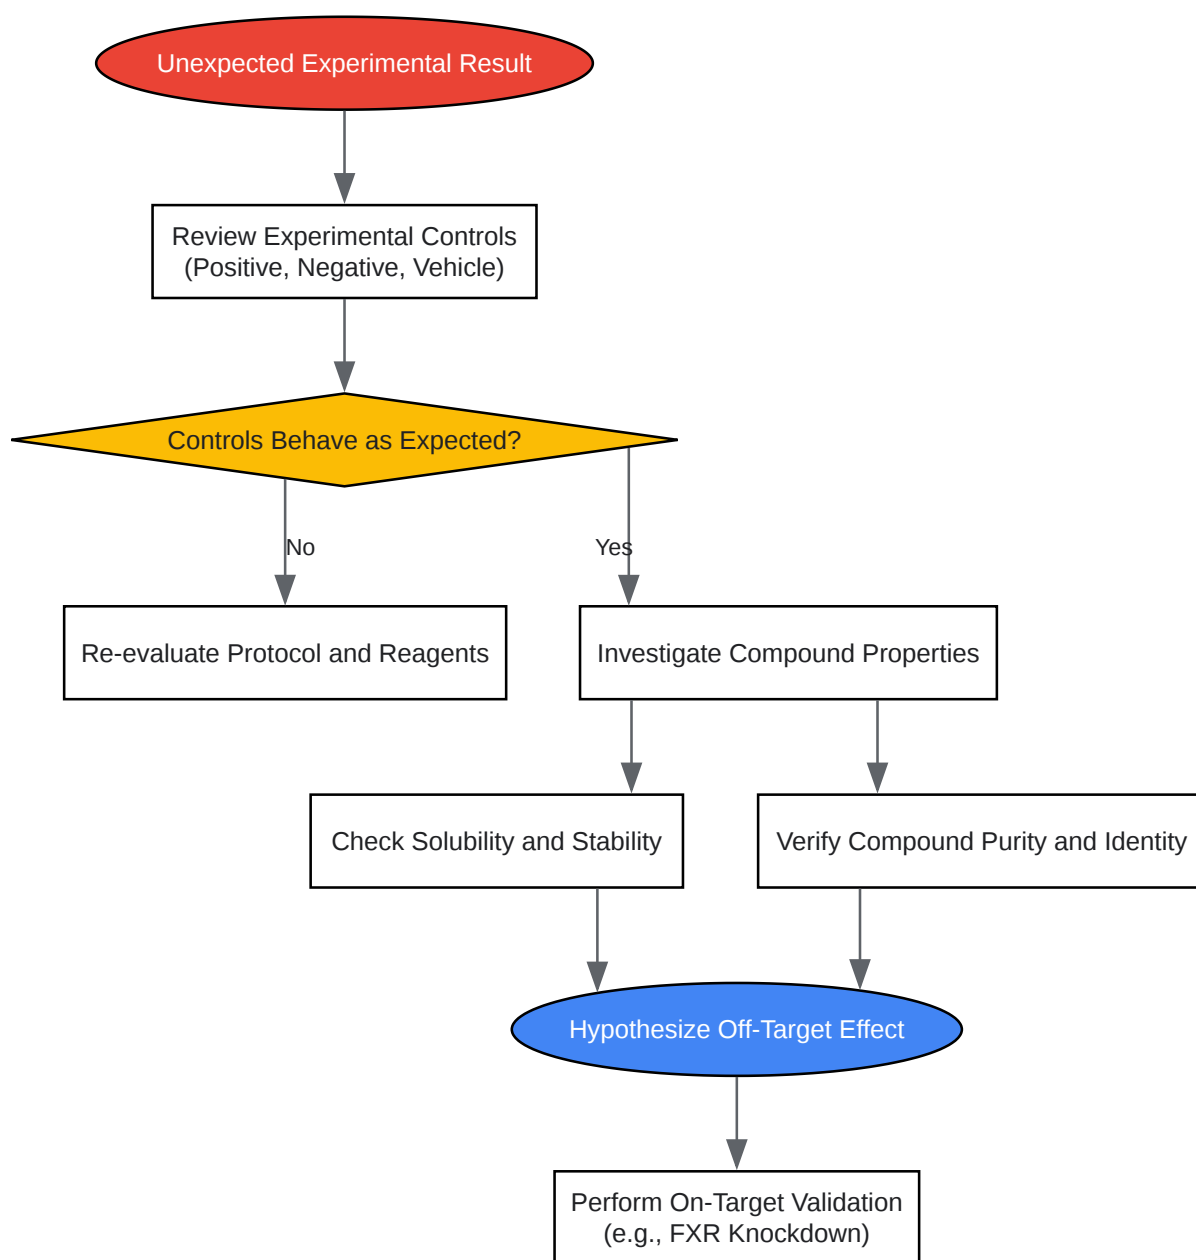 Unexpected Experimental Result
Review Experimental Controls
(Positive, Negative, Vehicle)
Controls Behave as Expected?
No
Yes
Re-evaluate Protocol and Reagents
Investigate Compound Properties
Check Solubility and Stability
Verify Compound Purity and Identity
Hypothesize Off-Target Effect
Perform On-Target Validation
(e.g., FXR Knockdown)